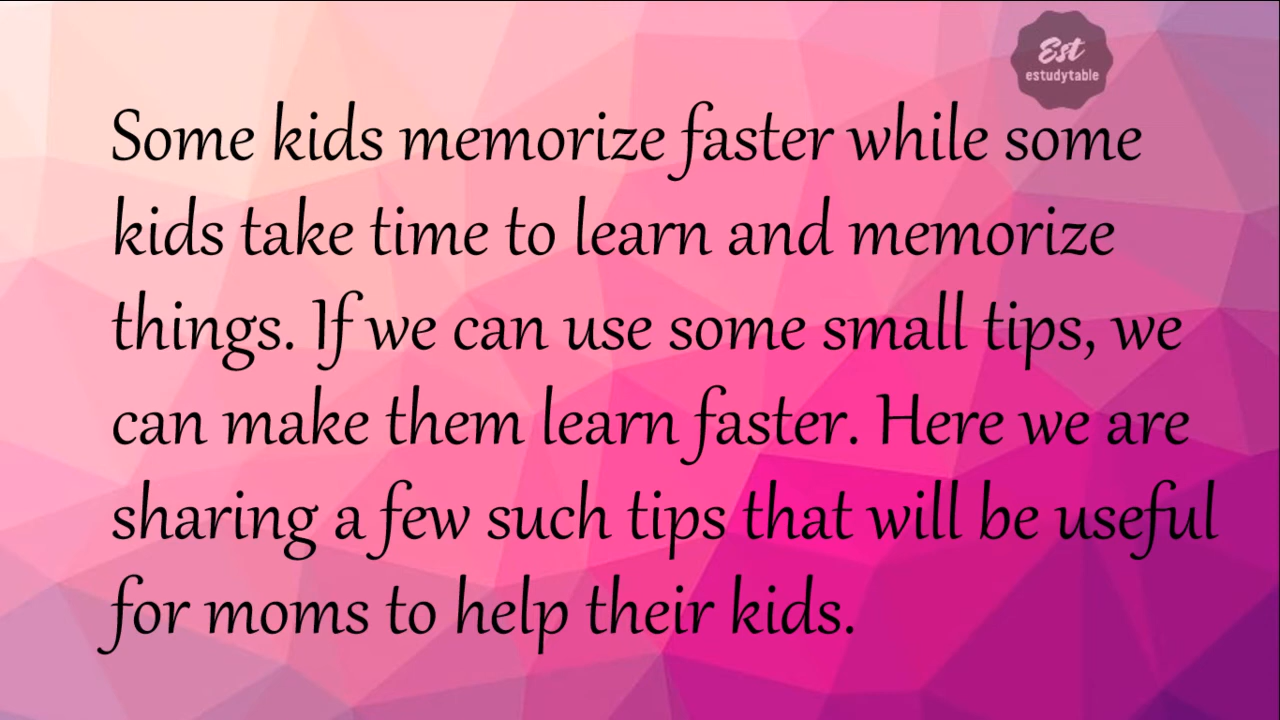 Est
estudytable
Some kids memorize faster while some
kids take time to learn and memorize
things. If we can use some small tips, we
can make them learn faster. Here we are
sharing a few such tips that will be useful
for moms to help their kids.